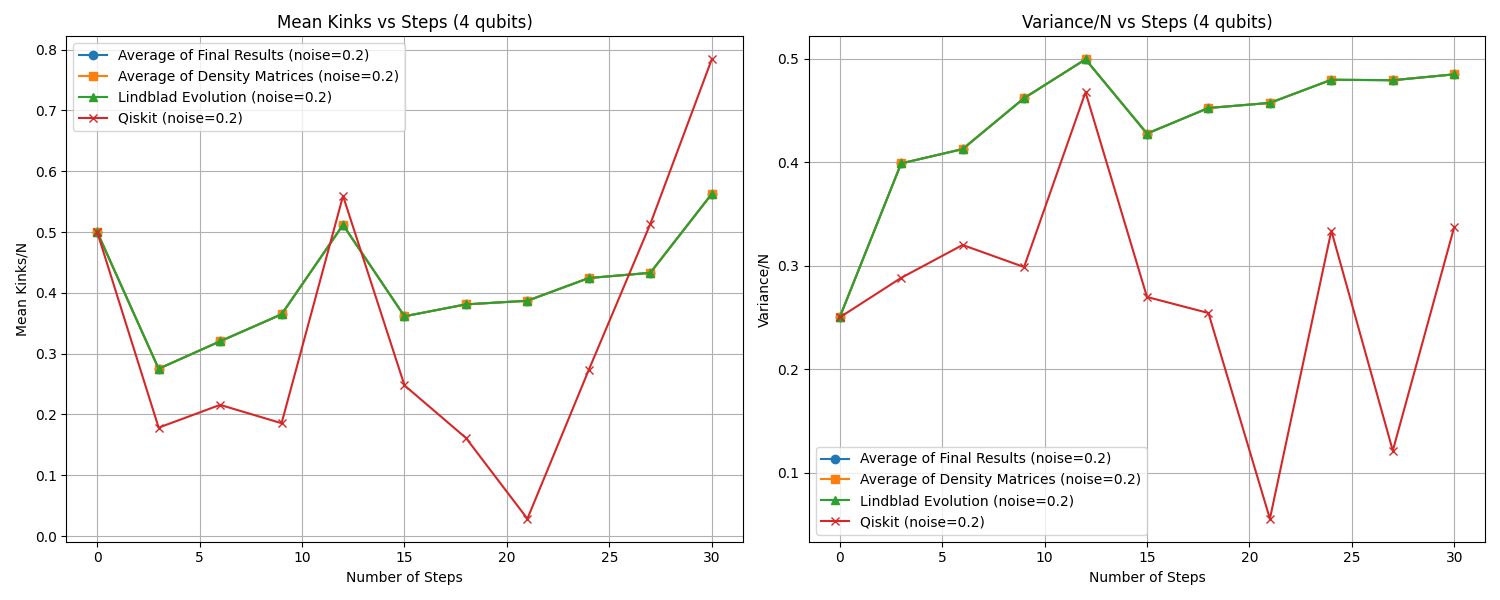 Mean Kinks vs Steps (4 qubits)
Average of Final Results (noise=0.2)
Average of Density Matrices (noise=0.2)
Lindblad Evolution (noise=0.2)
Qiskit (noise=0.2)
Mean Kinks/N
0.8
0.7
0.6
0.5
0.4
0.3
0.2
0.1
0.0
0 5 10 15 20 25 30
Number of Steps
Variance/N vs Steps (4 qubits)
Variance/N
0.5
0.4
0.3
0.2
0.1
Average of Final Results (noise=0.2)
Average of Density Matrices (noise=0.2)
Lindblad Evolution (noise=0.2)
Qiskit (noise=0.2)
0 5 10 15 20 25 30
Number of Steps